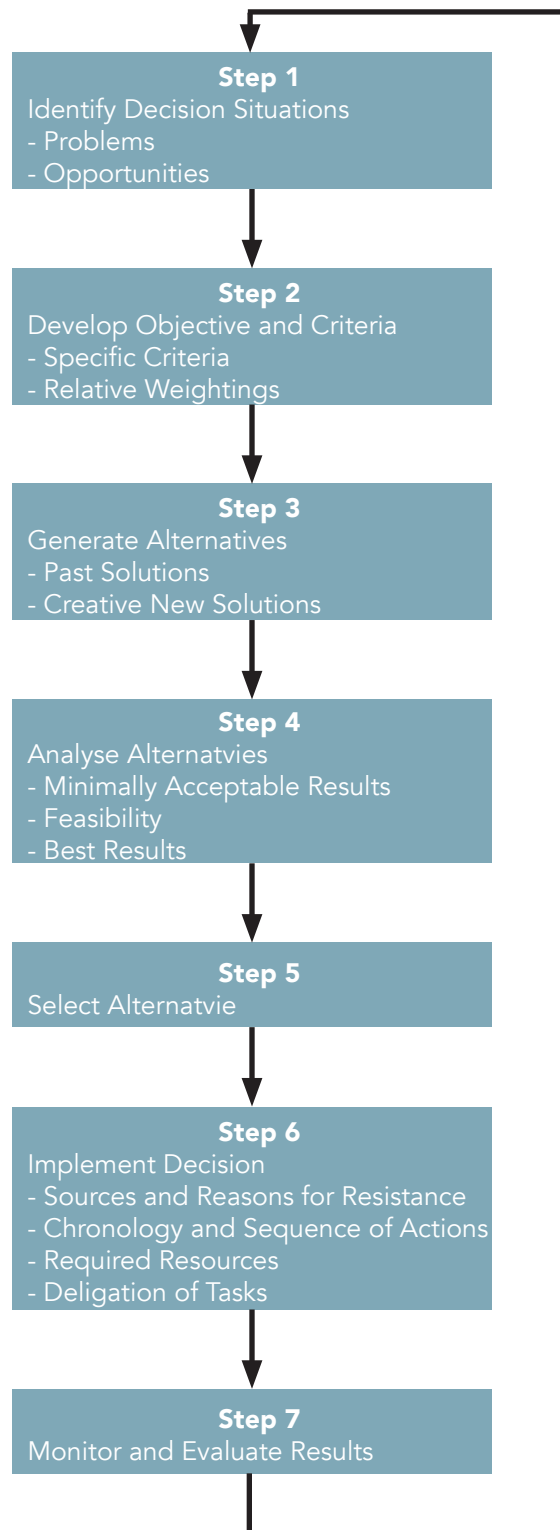 Step 1
Identify Decision Situations
- Problems
- Opportunities
Step 2
Develop Objective and Criteria
- Specific Criteria
- Relative Weightings
Step 3
Generate Alternatives
- Past Solutions
- Creative New Solutions
Step 4
Analyse Alternatvies
- Minimally Acceptable Results
- Feasibility
- Best Results
Step 5
Select Alternatvie
Step 6
Implement Decision
- Sources and Reasons for Resistance
- Chronology and Sequence of Actions
- Required Resources
- Deligation of Tasks
Step 7
Monitor and Evaluate Results